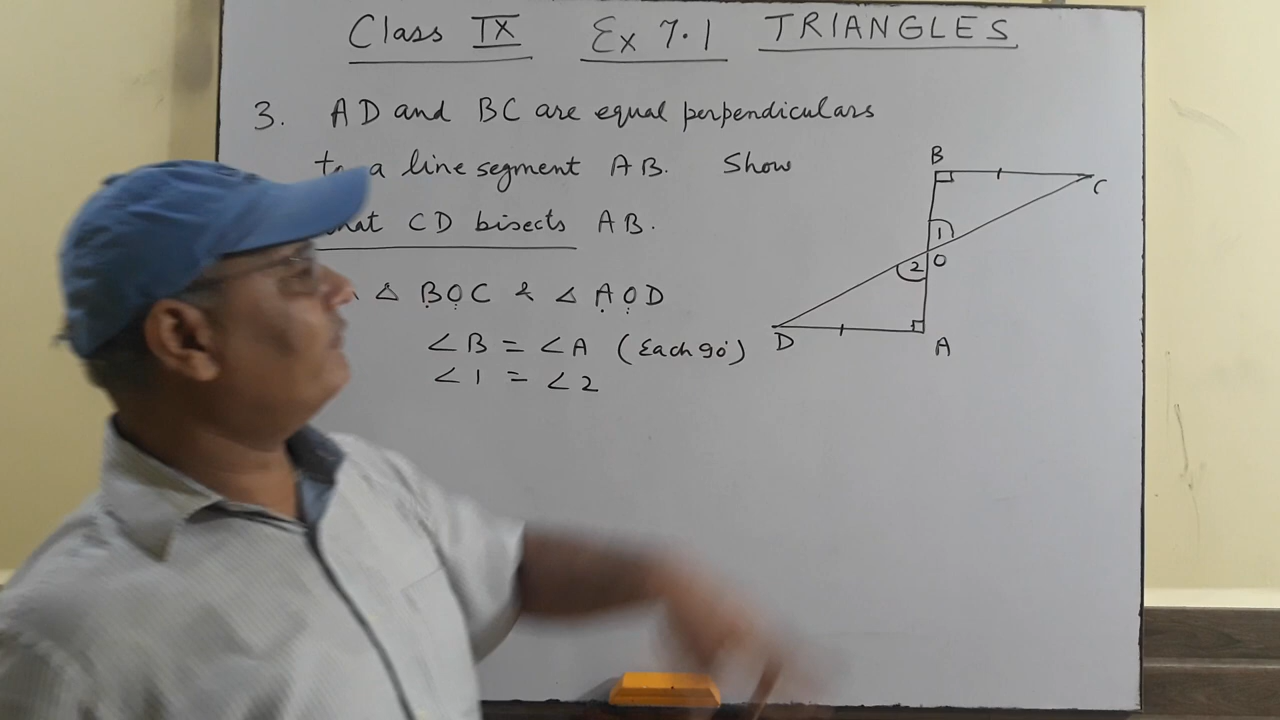 Class IX Ex 7.1 TRIANGLES
3. AD and BC are equal perpendiculars
a line segment AB. Show
CD bisects AB.
△ BOC & △ AOD
∠B = ∠A (Each 90°)
∠1 = ∠2
B
C
1
O
2
D
A